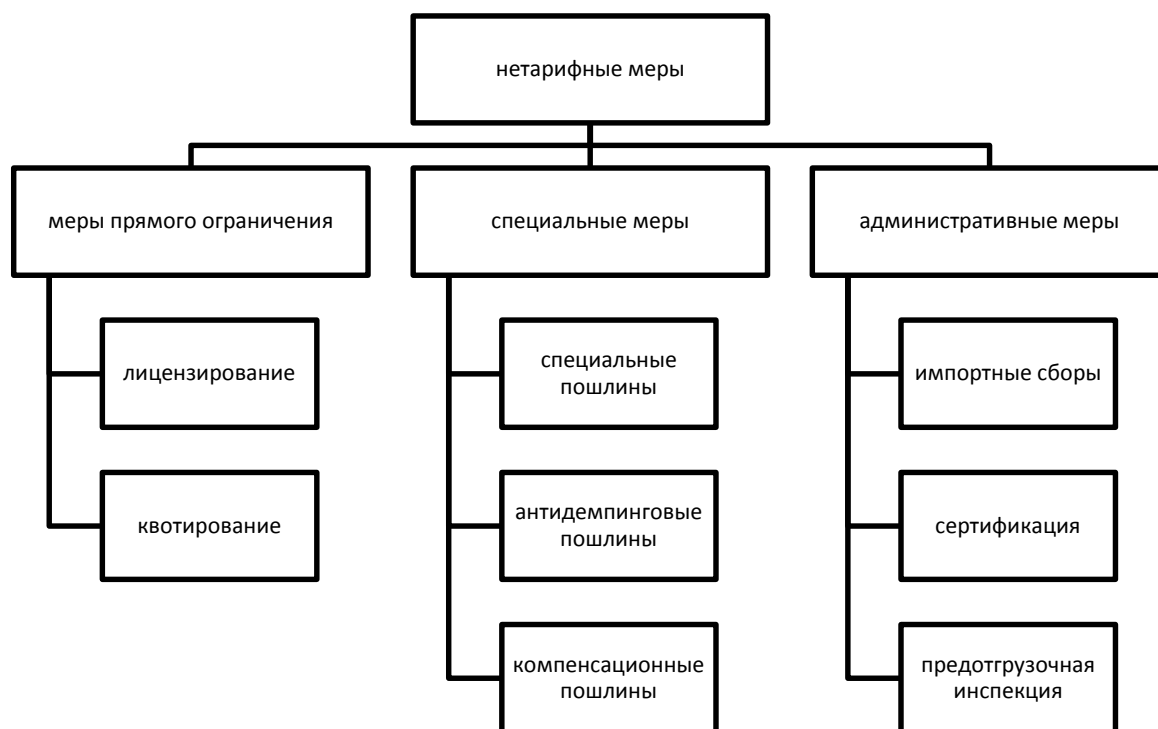 нетарифные меры
меры прямого ограничения
специальные меры
административные меры
лицензирование
специальные
пошлины
импортные сборы
квотирование
антидемпинговые
пошлины
сертификация
компенсационные
пошлины
предотгрузочная
инспекция